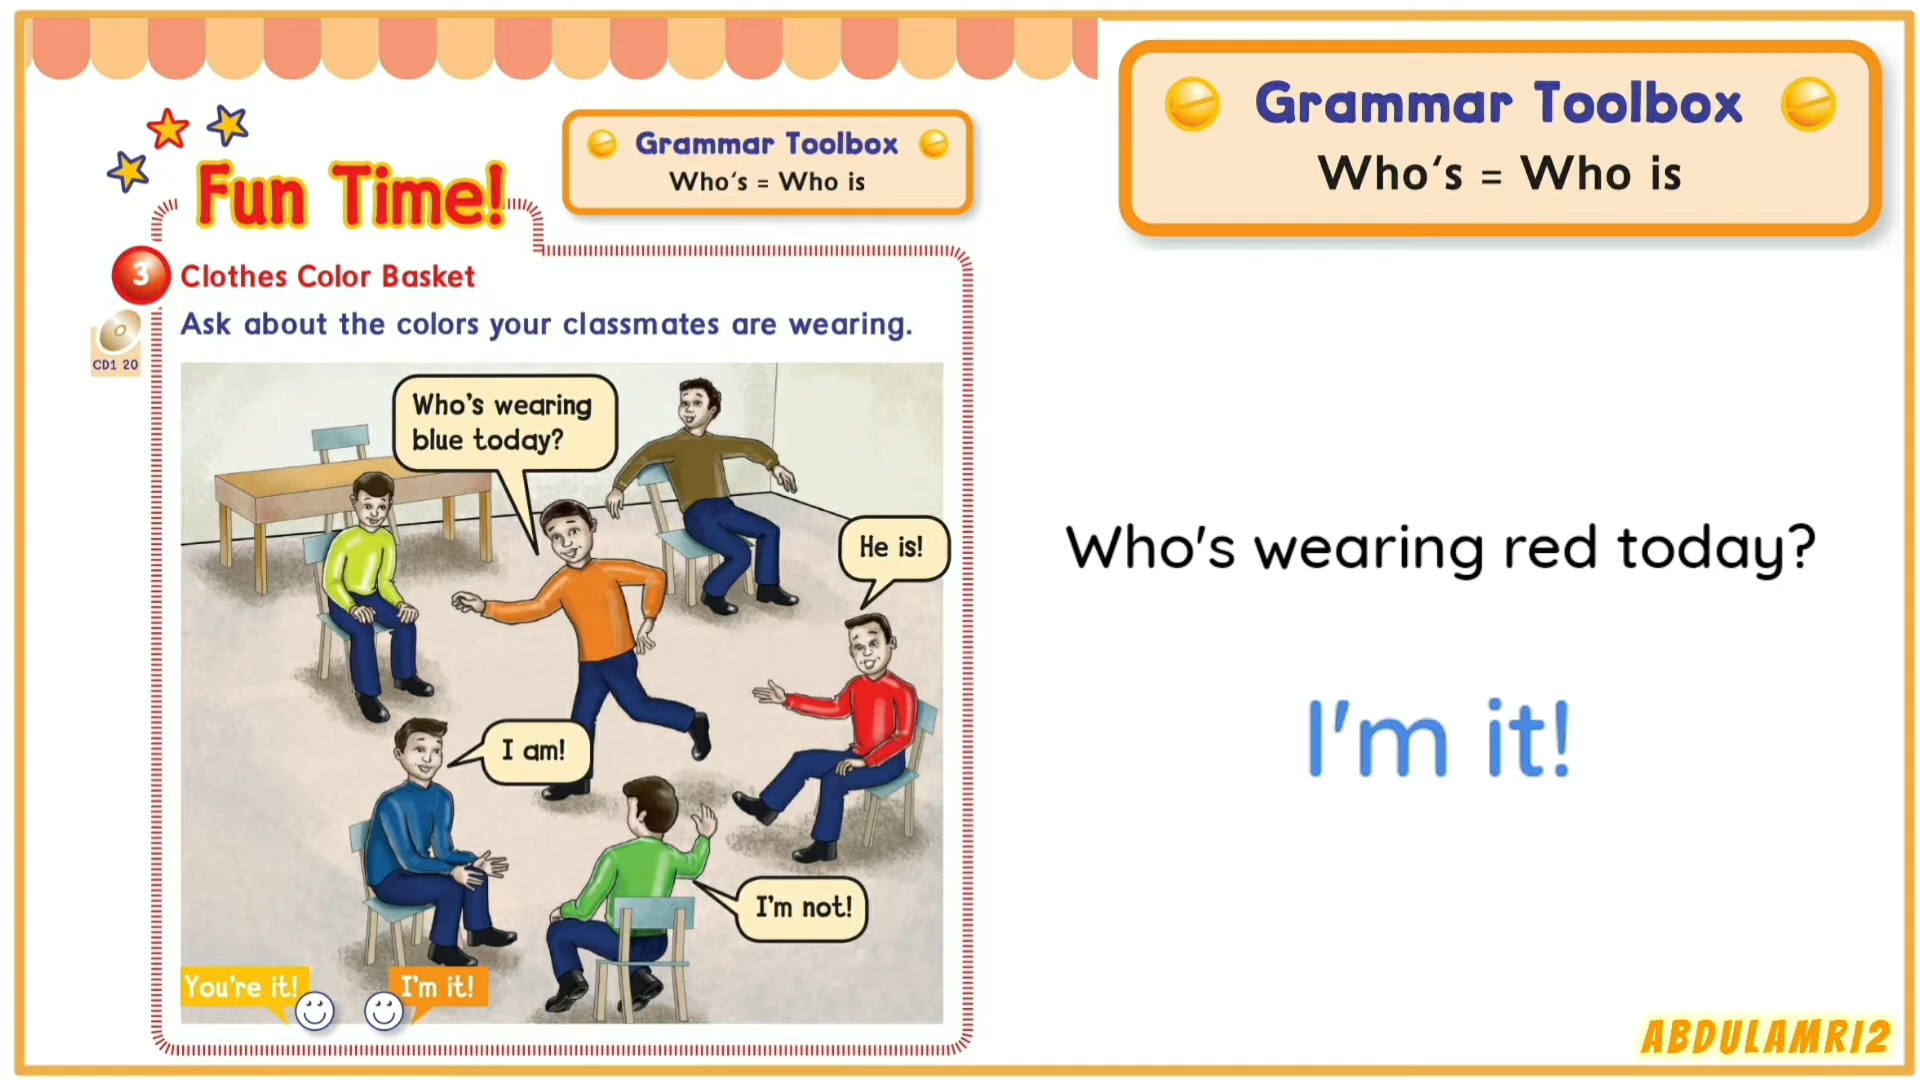 Fun Time!
Grammar Toolbox
Who‘s = Who is
3
Clothes Color Basket
CD1 20
Ask about the colors your classmates are wearing.
Who’s wearing
blue today?
He is!
I am!
I’m not!
You’re it!
I’m it!
Grammar Toolbox
Who‘s = Who is
Who's wearing red today?
I'm it!
ABDULAMRI2